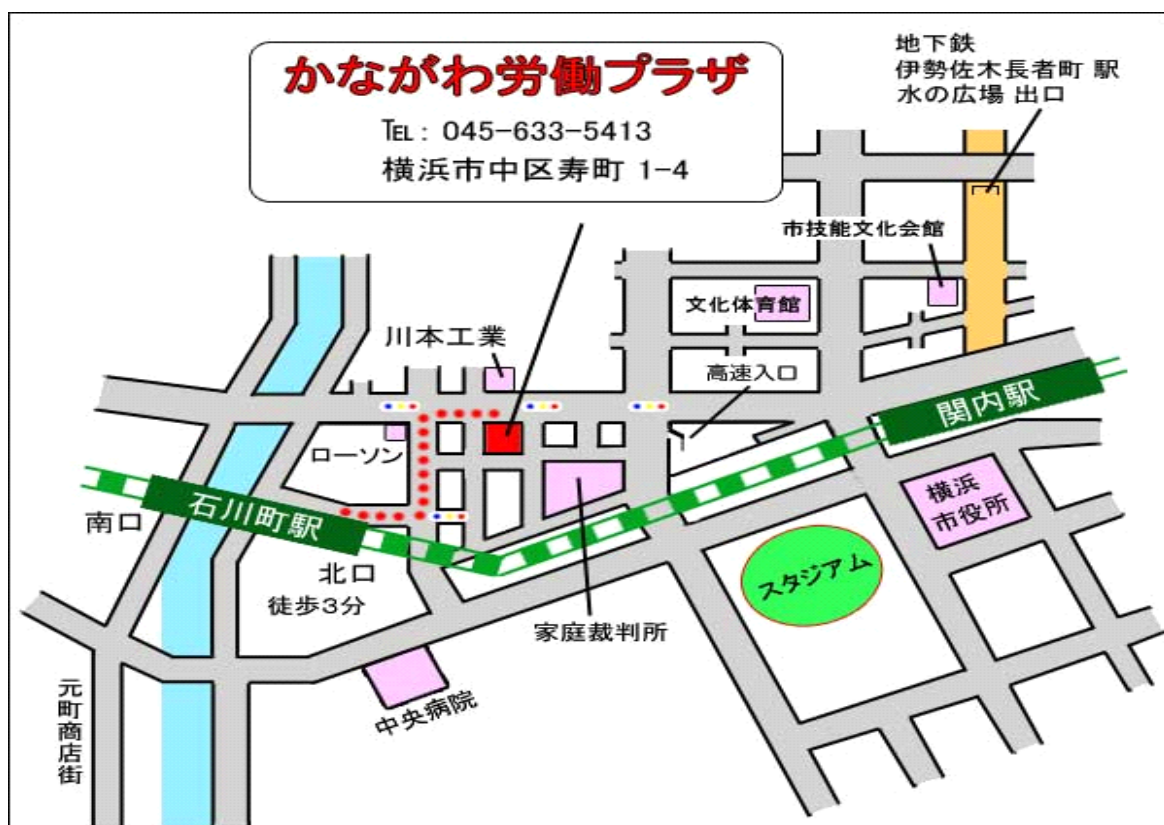 かながわ労働プラザ
℡： 045-633-5413
横浜市中区寿町 1-4
地下鉄
伊勢佐木長者町 駅
水の広場 出口
市技能文化会館
文化体育館
川本工業
高速入口
関内駅
ローソン
石川町駅
南口
北口
徒歩3分
横浜
市役所
スタジアム
家庭裁判所
中央病院
元町商店街